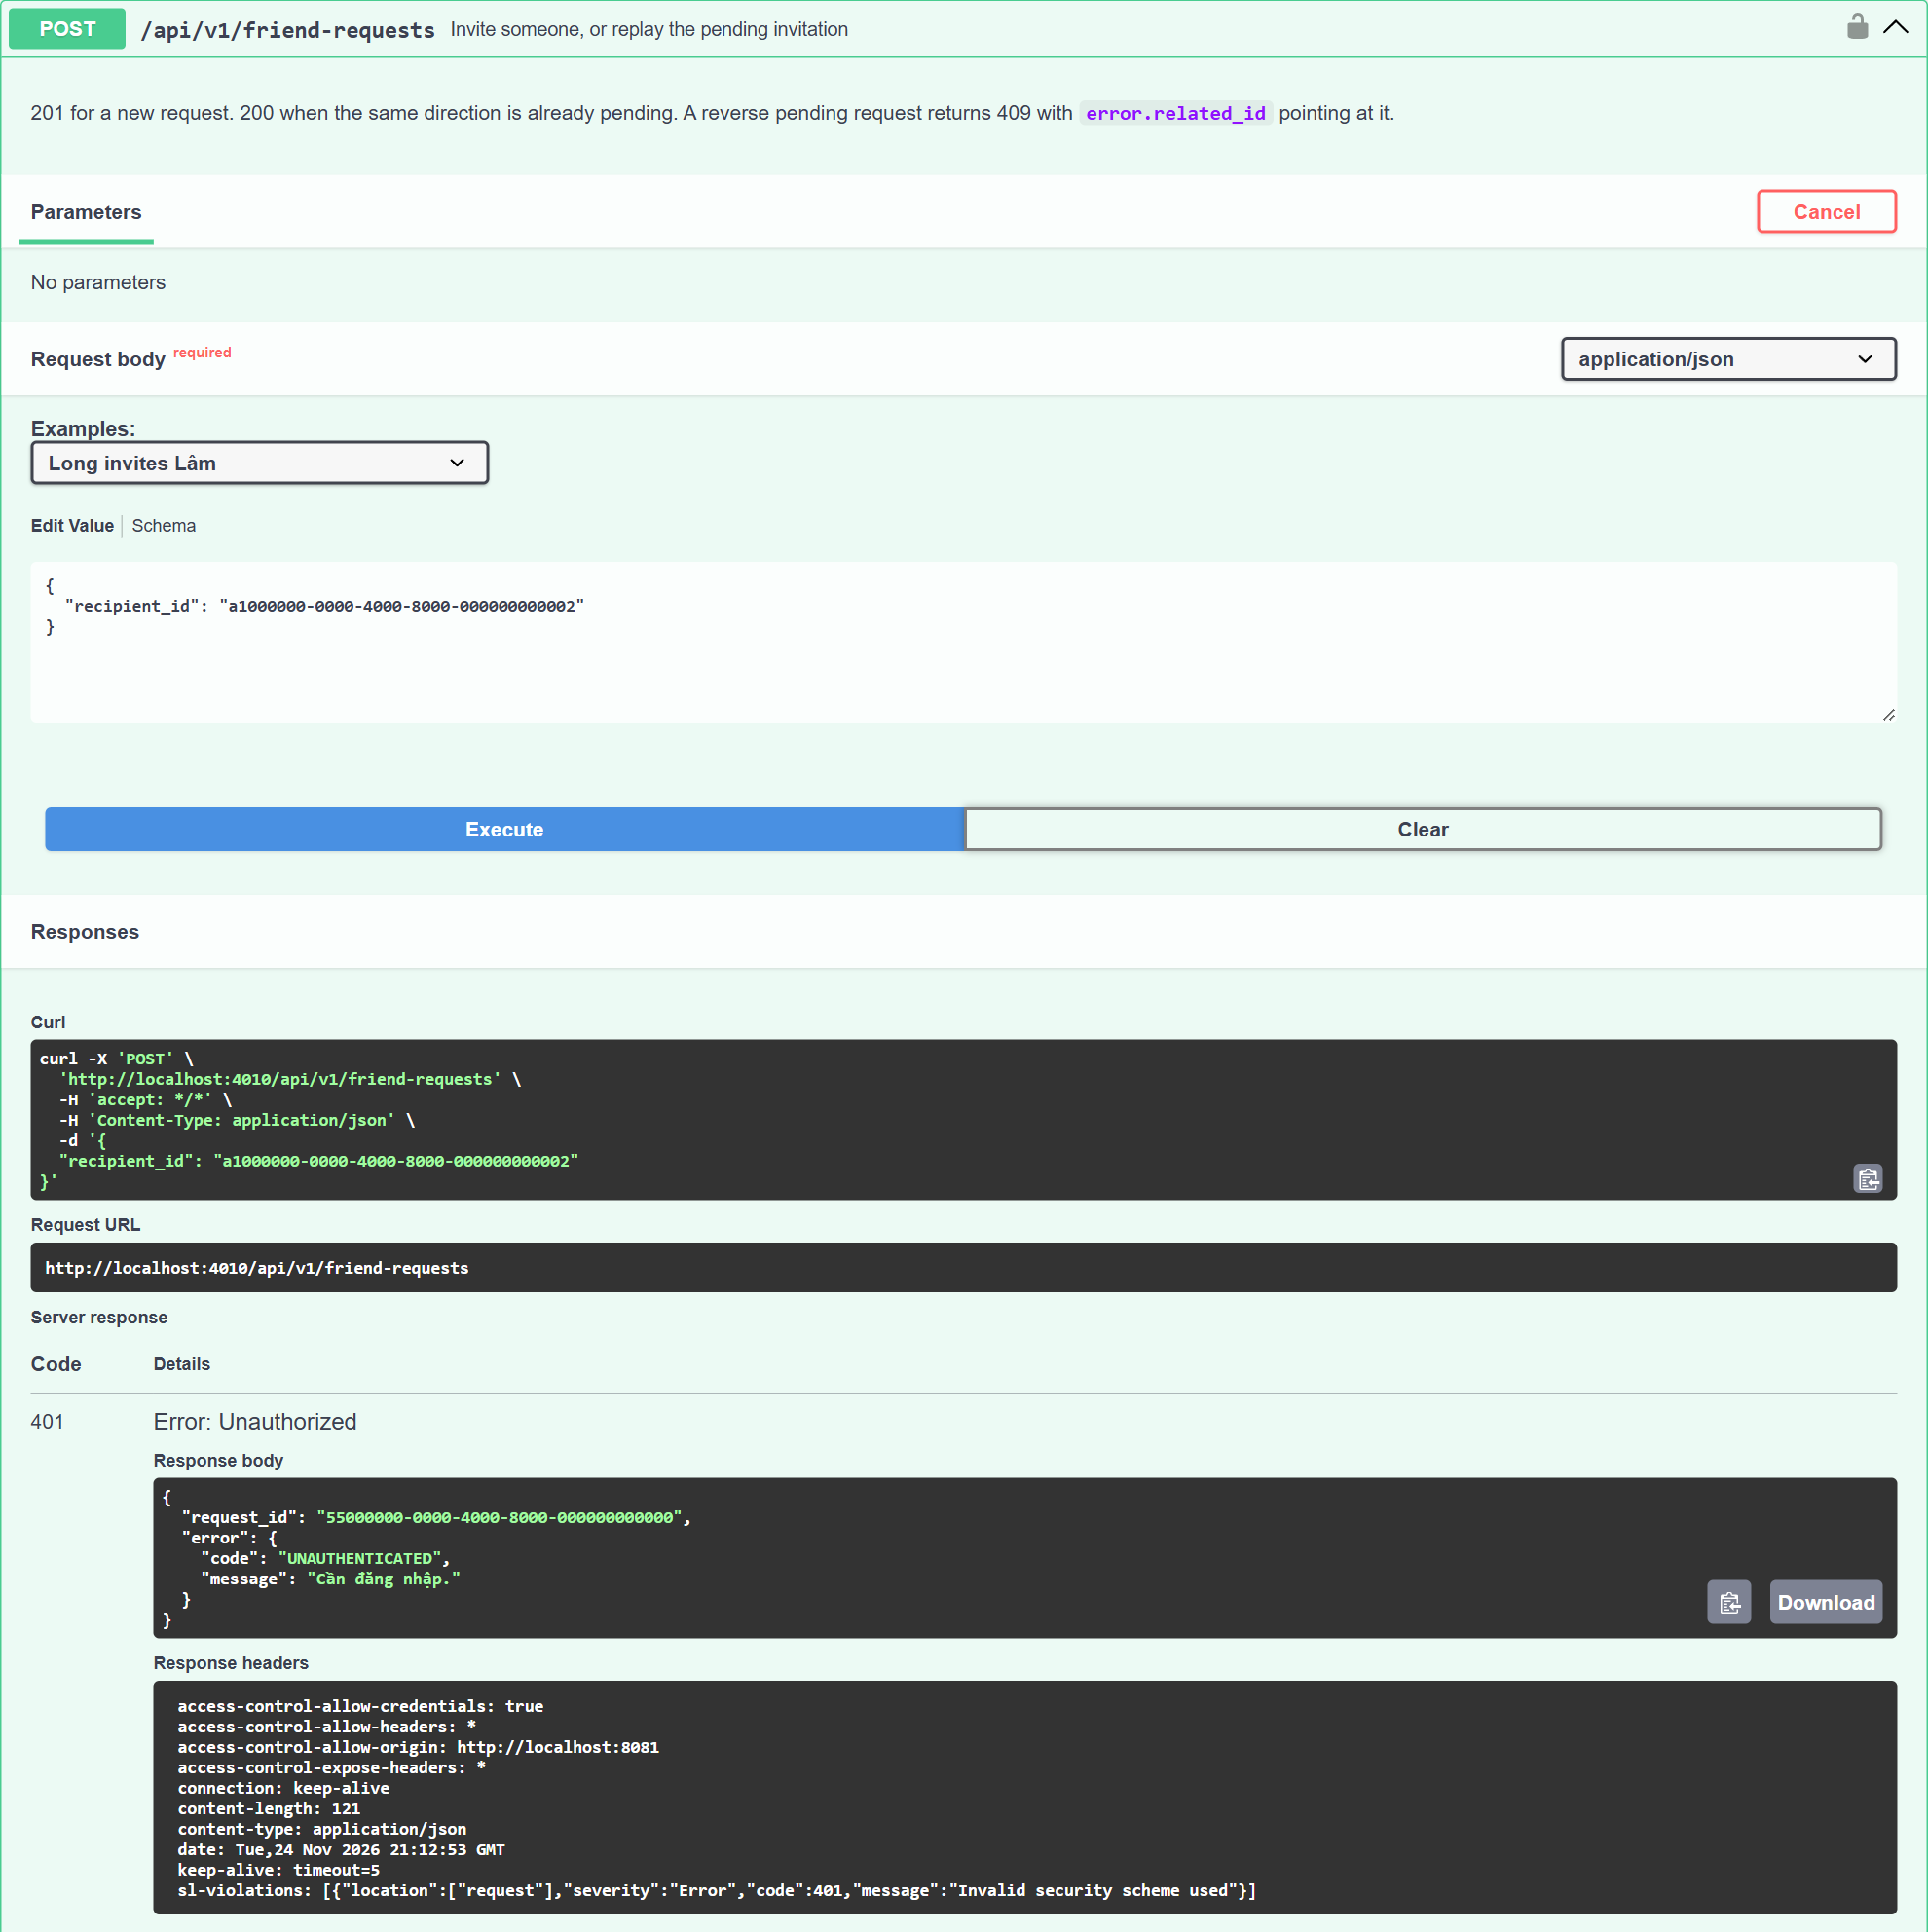 POST /api/v1/friend-requests Invite someone, or replay the pending invitation
201 for a new request. 200 when the same direction is already pending. A reverse pending request returns 409 with error.related_id pointing at it.
Parameters
Cancel
No parameters
Request body required
application/json
Examples:
Long invites Lâm
Edit Value Schema
{
  "recipient_id": "a1000000-0000-4000-8000-000000000002"
}
Execute
Clear
Responses
Curl
curl -X 'POST' \
  'http://localhost:4010/api/v1/friend-requests' \
  -H 'accept: */*' \
  -H 'Content-Type: application/json' \
  -d '{
  "recipient_id": "a1000000-0000-4000-8000-000000000002"
}'
Request URL
http://localhost:4010/api/v1/friend-requests
Server response
Code Details
401 Error: Unauthorized
Response body
{
  "request_id": "55000000-0000-4000-8000-000000000000",
  "error": {
    "code": "UNAUTHENTICATED",
    "message": "Cần đăng nhập."
  }
}
Download
Response headers
access-control-allow-credentials: true
access-control-allow-headers: *
access-control-allow-origin: http://localhost:8081
access-control-expose-headers: *
connection: keep-alive
content-length: 121
content-type: application/json
date: Tue,24 Nov 2026 21:12:53 GMT
keep-alive: timeout=5
sl-violations: [{"location":["request"],"severity":"Error","code":401,"message":"Invalid security scheme used"}]